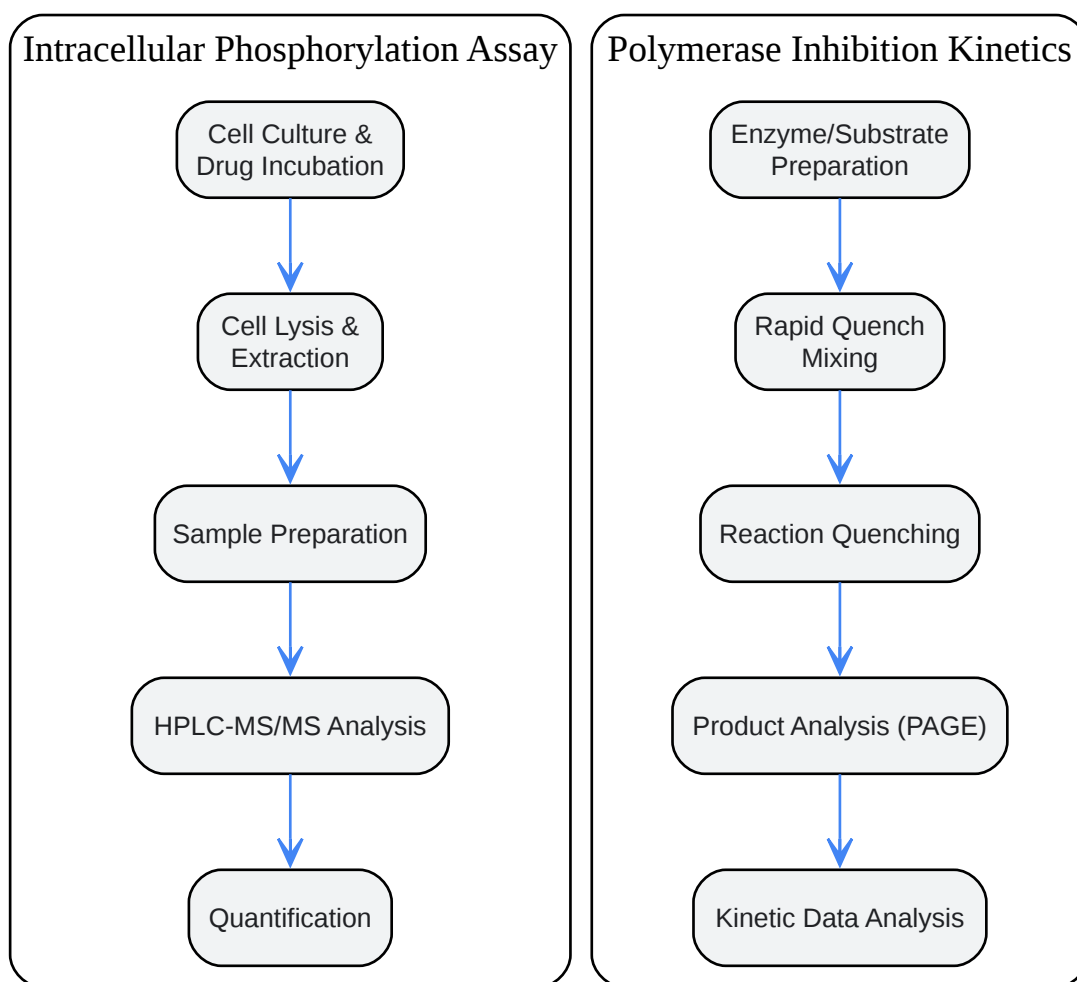 Intracellular Phosphorylation Assay
Cell Culture &
Drug Incubation
Cell Lysis &
Extraction
Sample Preparation
HPLC-MS/MS Analysis
Quantification
Polymerase Inhibition Kinetics
Enzyme/Substrate
Preparation
Rapid Quench
Mixing
Reaction Quenching
Product Analysis (PAGE)
Kinetic Data Analysis